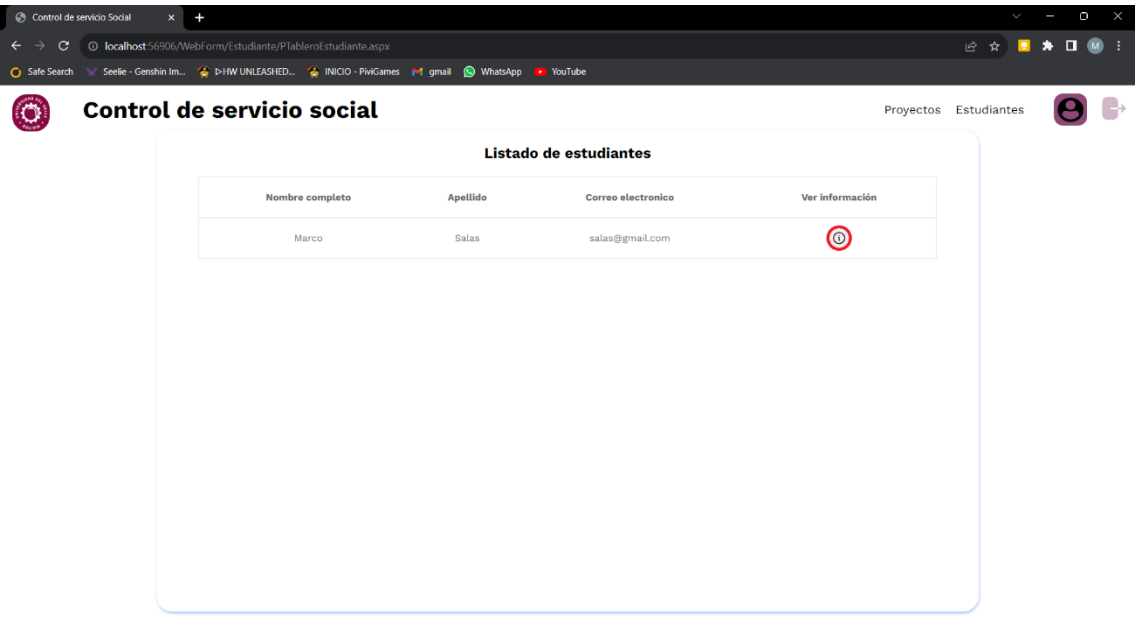 Control de servicio Social
localhost:56906/WebForm/Estudiante/PTableroEstudiante.aspx
M
Safe Search Seelie - Genshin Im... ▷HW UNLEASHED... INICIO - PiviGames gmail WhatsApp YouTube
Control de servicio social Proyectos Estudiantes
Listado de estudiantes
Nombre completo Apellido Correo electronico Ver información
Marco Salas salas@gmail.com